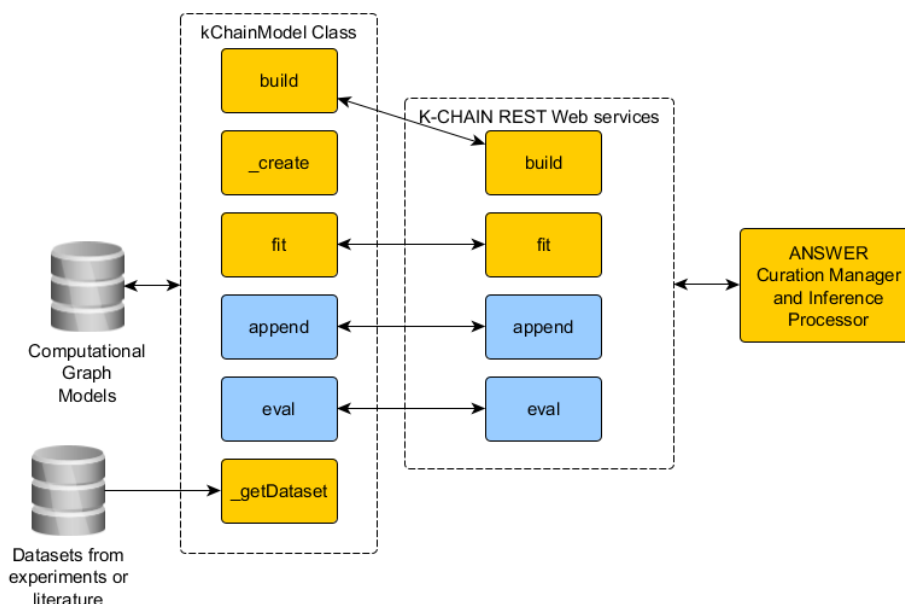 kChainModel Class
build
_create
fit
append
eval
_getDataset
K-CHAIN REST Web services
build
fit
append
eval
ANSWER
Curation Manager
and Inference
Processor
Computational
Graph
Models
Datasets from
experiments or
literature